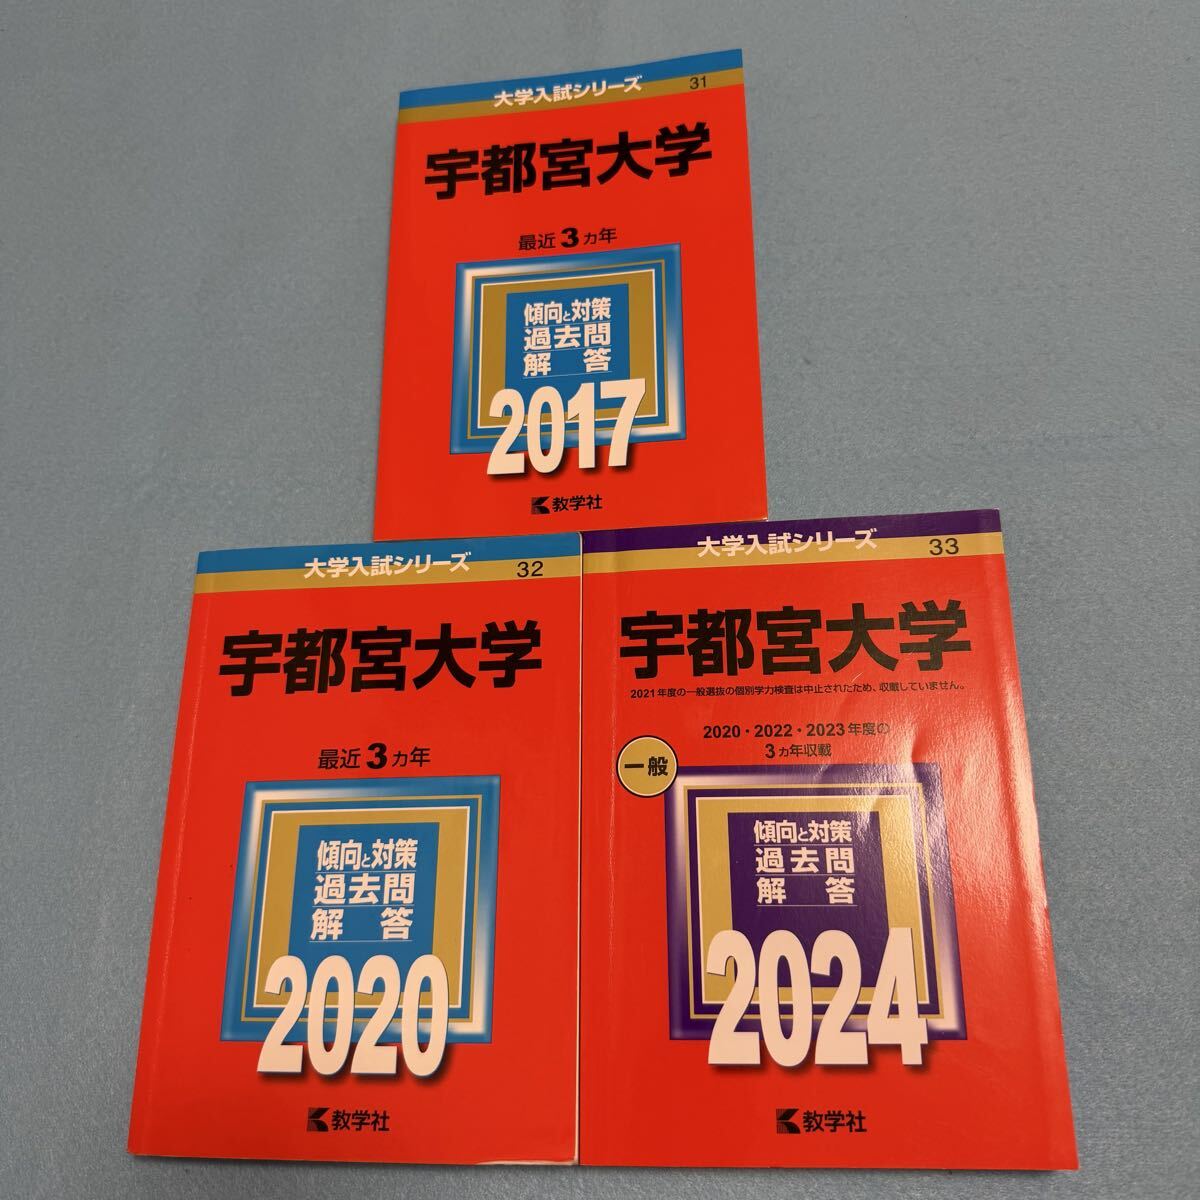 大学入試シリーズ
31
宇都宮大学
最近3ヵ年
傾向と対策
過去問
解答
2017
教学社
大学入試シリーズ
32
宇都宮大学
最近3ヵ年
傾向と対策
過去問
解答
2020
教学社
大学入試シリーズ
33
宇都宮大学
2021年度の一般選抜の個別学力検査は中止されたため、収載していません。
2020・2022・2023年度の
3ヵ年収載
一般
傾向と対策
過去問
解答
2024
教学社